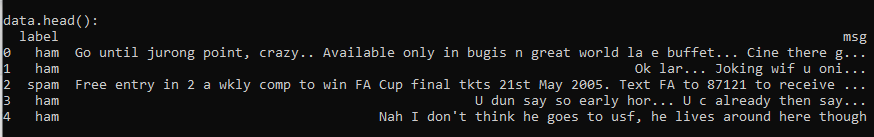 data.head():
label msg
0 ham Go until jurong point, crazy.. Available only in bugis n great world la e buffet... Cine there g...
1 ham Ok lar... Joking wif u oni...
2 spam Free entry in 2 a wkly comp to win FA Cup final tkts 21st May 2005. Text FA to 87121 to receive ...
3 ham U dun say so early hor... U c already then say...
4 ham Nah I don't think he goes to usf, he lives around here though